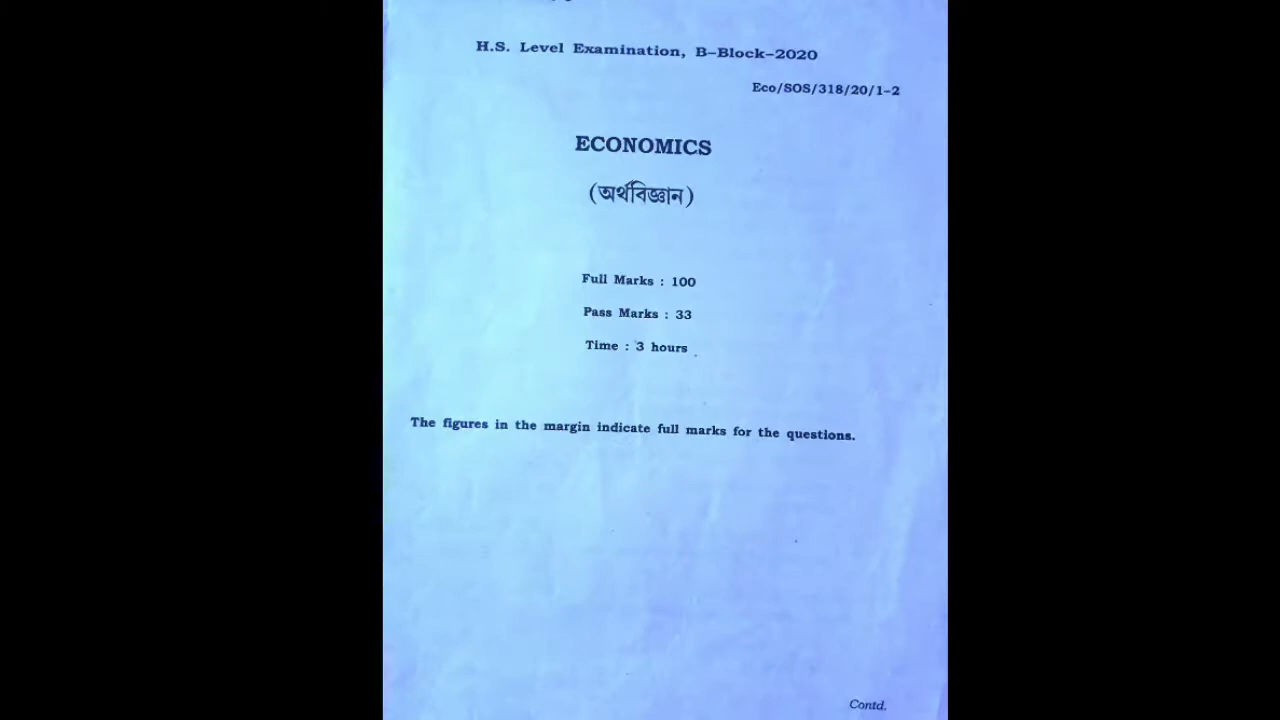 H.S. Level Examination, B–Block–2020
Eco/SOS/318/20/1–2
ECONOMICS
(অর্থবিজ্ঞান)
Full Marks : 100
Pass Marks : 33
Time : 3 hours
The figures in the margin indicate full marks for the questions.
Contd.